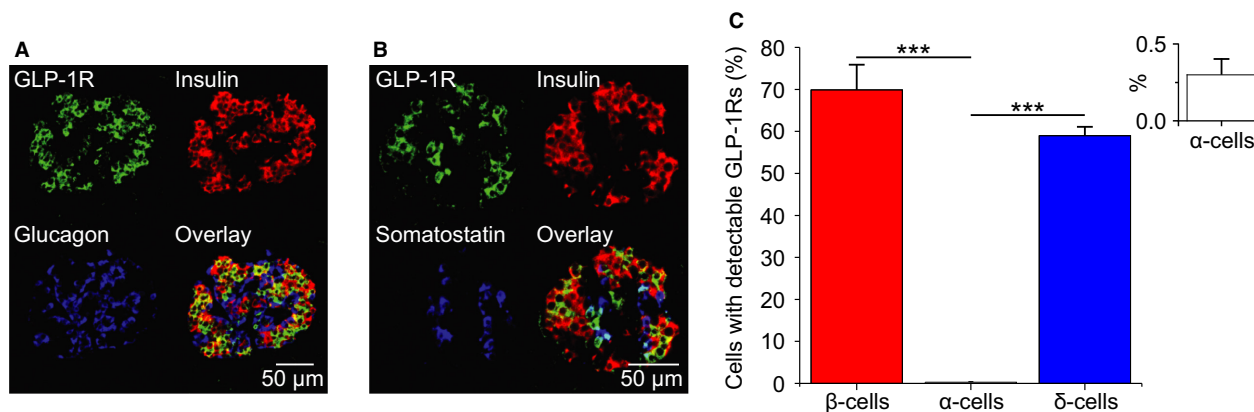 A
GLP-1R Insulin
Glucagon Overlay
50 µm
B
GLP-1R Insulin
Somatostatin Overlay
50 µm
C
Cells with detectable GLP-1Rs (%)
80
70
60
50
40
30
20
10
0
***
***
β-cells α-cells δ-cells
%
0.5
0.0
α-cells